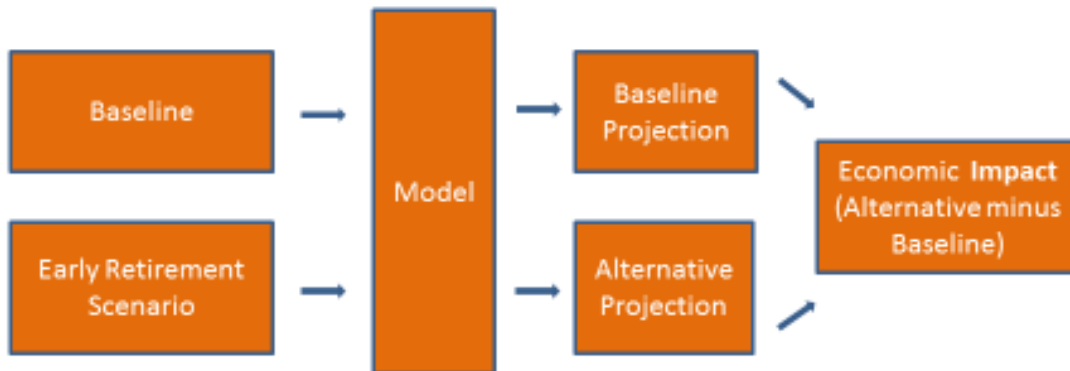 Baseline
Early Retirement
Scenario
Model
Baseline
Projection
Alternative
Projection
Economic Impact
(Alternative minus
Baseline)